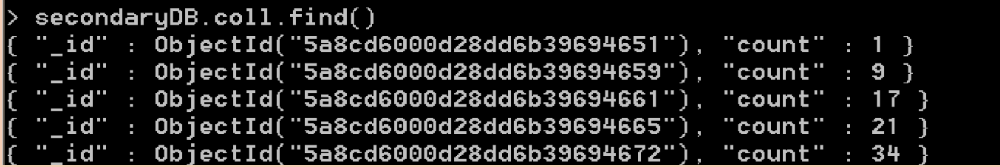 > secondaryDB.coll.find()
{ "_id" : ObjectId("5a8cd6000d28dd6b39694651"), "count" : 1 }
{ "_id" : ObjectId("5a8cd6000d28dd6b39694659"), "count" : 9 }
{ "_id" : ObjectId("5a8cd6000d28dd6b39694661"), "count" : 17 }
{ "_id" : ObjectId("5a8cd6000d28dd6b39694665"), "count" : 21 }
{ "_id" : ObjectId("5a8cd6000d28dd6b39694672"), "count" : 34 }